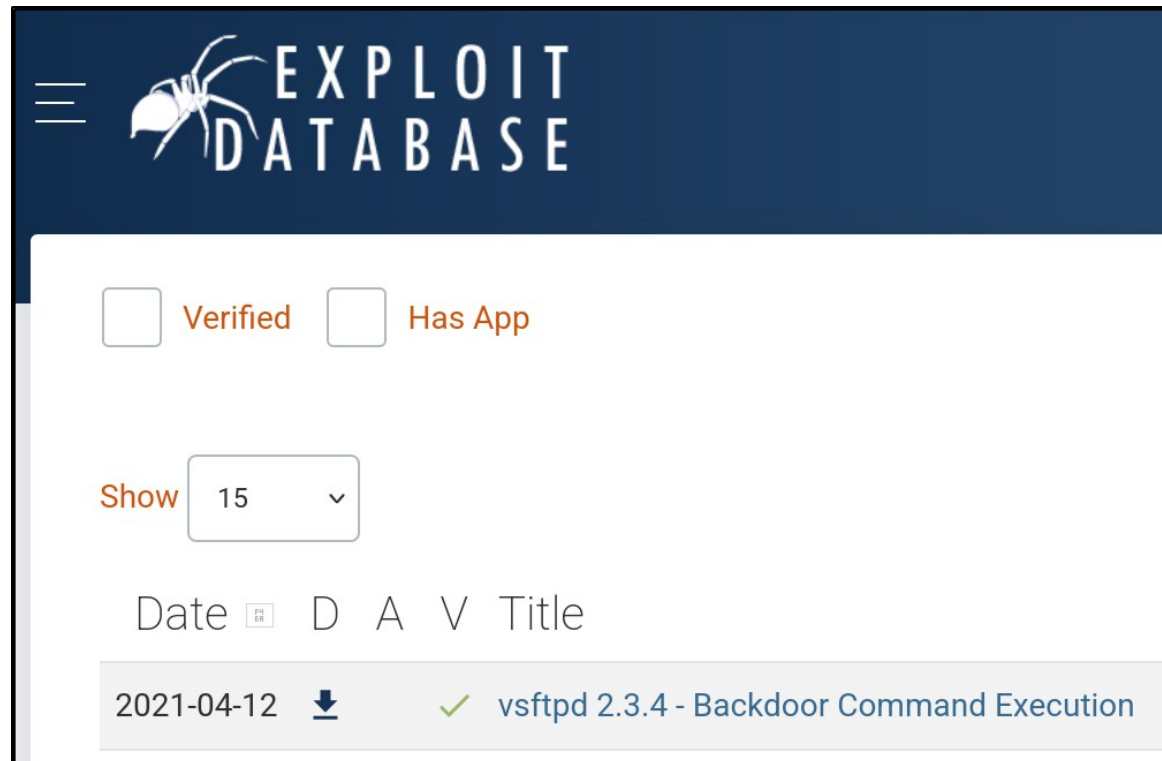 EXPLOIT
DATABASE
Verified Has App
Show 15
Date D A V Title
2021-04-12 vsftpd 2.3.4 - Backdoor Command Execution